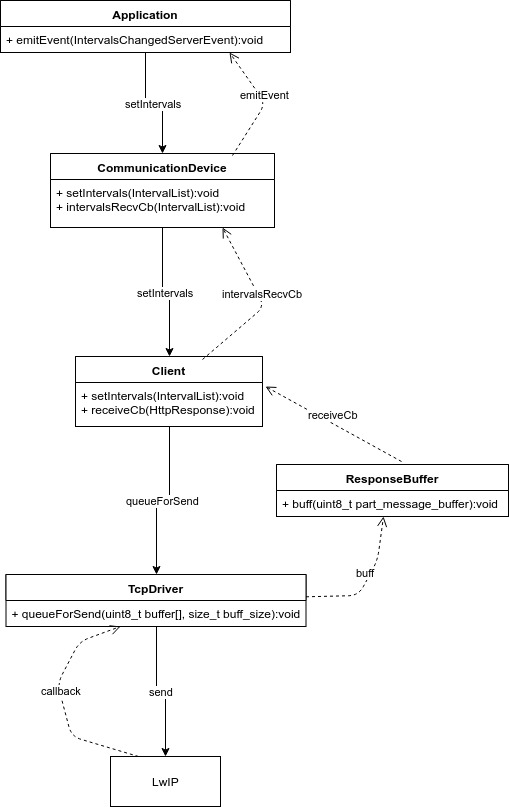 Application
+ emitEvent(IntervalsChangedServerEvent):void
emitEvent
setIntervals
CommunicationDevice
+ setIntervals(IntervalList):void
+ intervalsRecvCb(IntervalList):void
setIntervals
intervalsRecvCb
Client
+ setIntervals(IntervalList):void
+ receiveCb(HttpResponse):void
receiveCb
ResponseBuffer
+ buff(uint8_t part_message_buffer):void
queueForSend
buff
TcpDriver
+ queueForSend(uint8_t buffer[], size_t buff_size):void
callback
send
LwIP